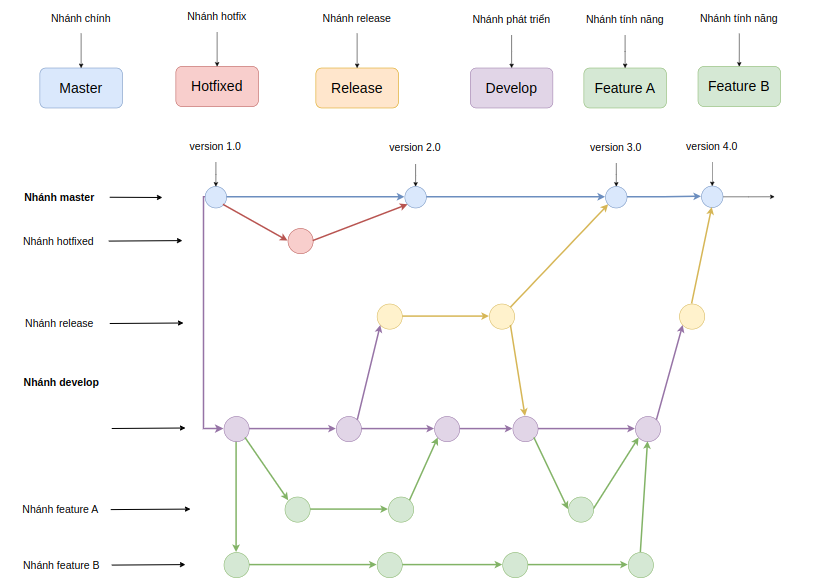 Nhánh chính
Nhánh hotfix
Nhánh release
Nhánh phát triển
Nhánh tính năng
Nhánh tính năng
Master
Hotfixed
Release
Develop
Feature A
Feature B
version 1.0
version 2.0
version 3.0
version 4.0
Nhánh master
Nhánh hotfixed
Nhánh release
Nhánh develop
Nhánh feature A
Nhánh feature B